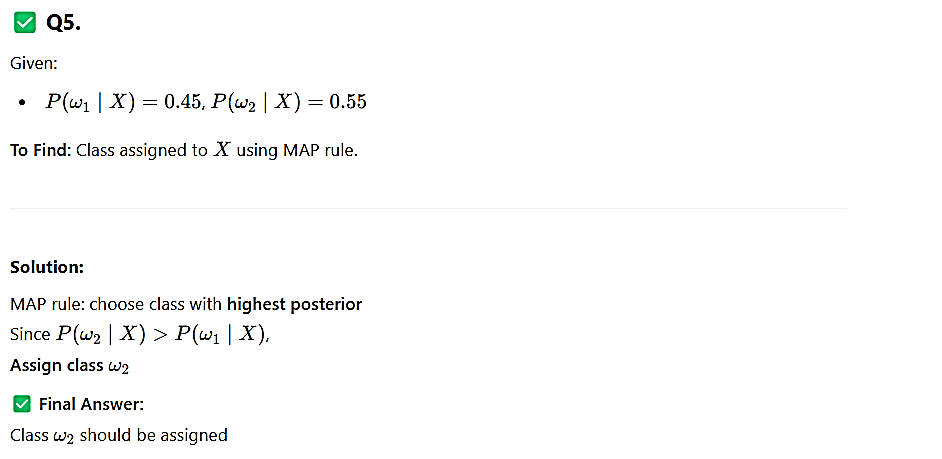 ✅ Q5.
Given:
• P(ω₁ | X) = 0.45, P(ω₂ | X) = 0.55
To Find: Class assigned to X using MAP rule.
Solution:
MAP rule: choose class with highest posterior
Since P(ω₂ | X) > P(ω₁ | X),
Assign class ω₂
✅ Final Answer:
Class ω₂ should be assigned